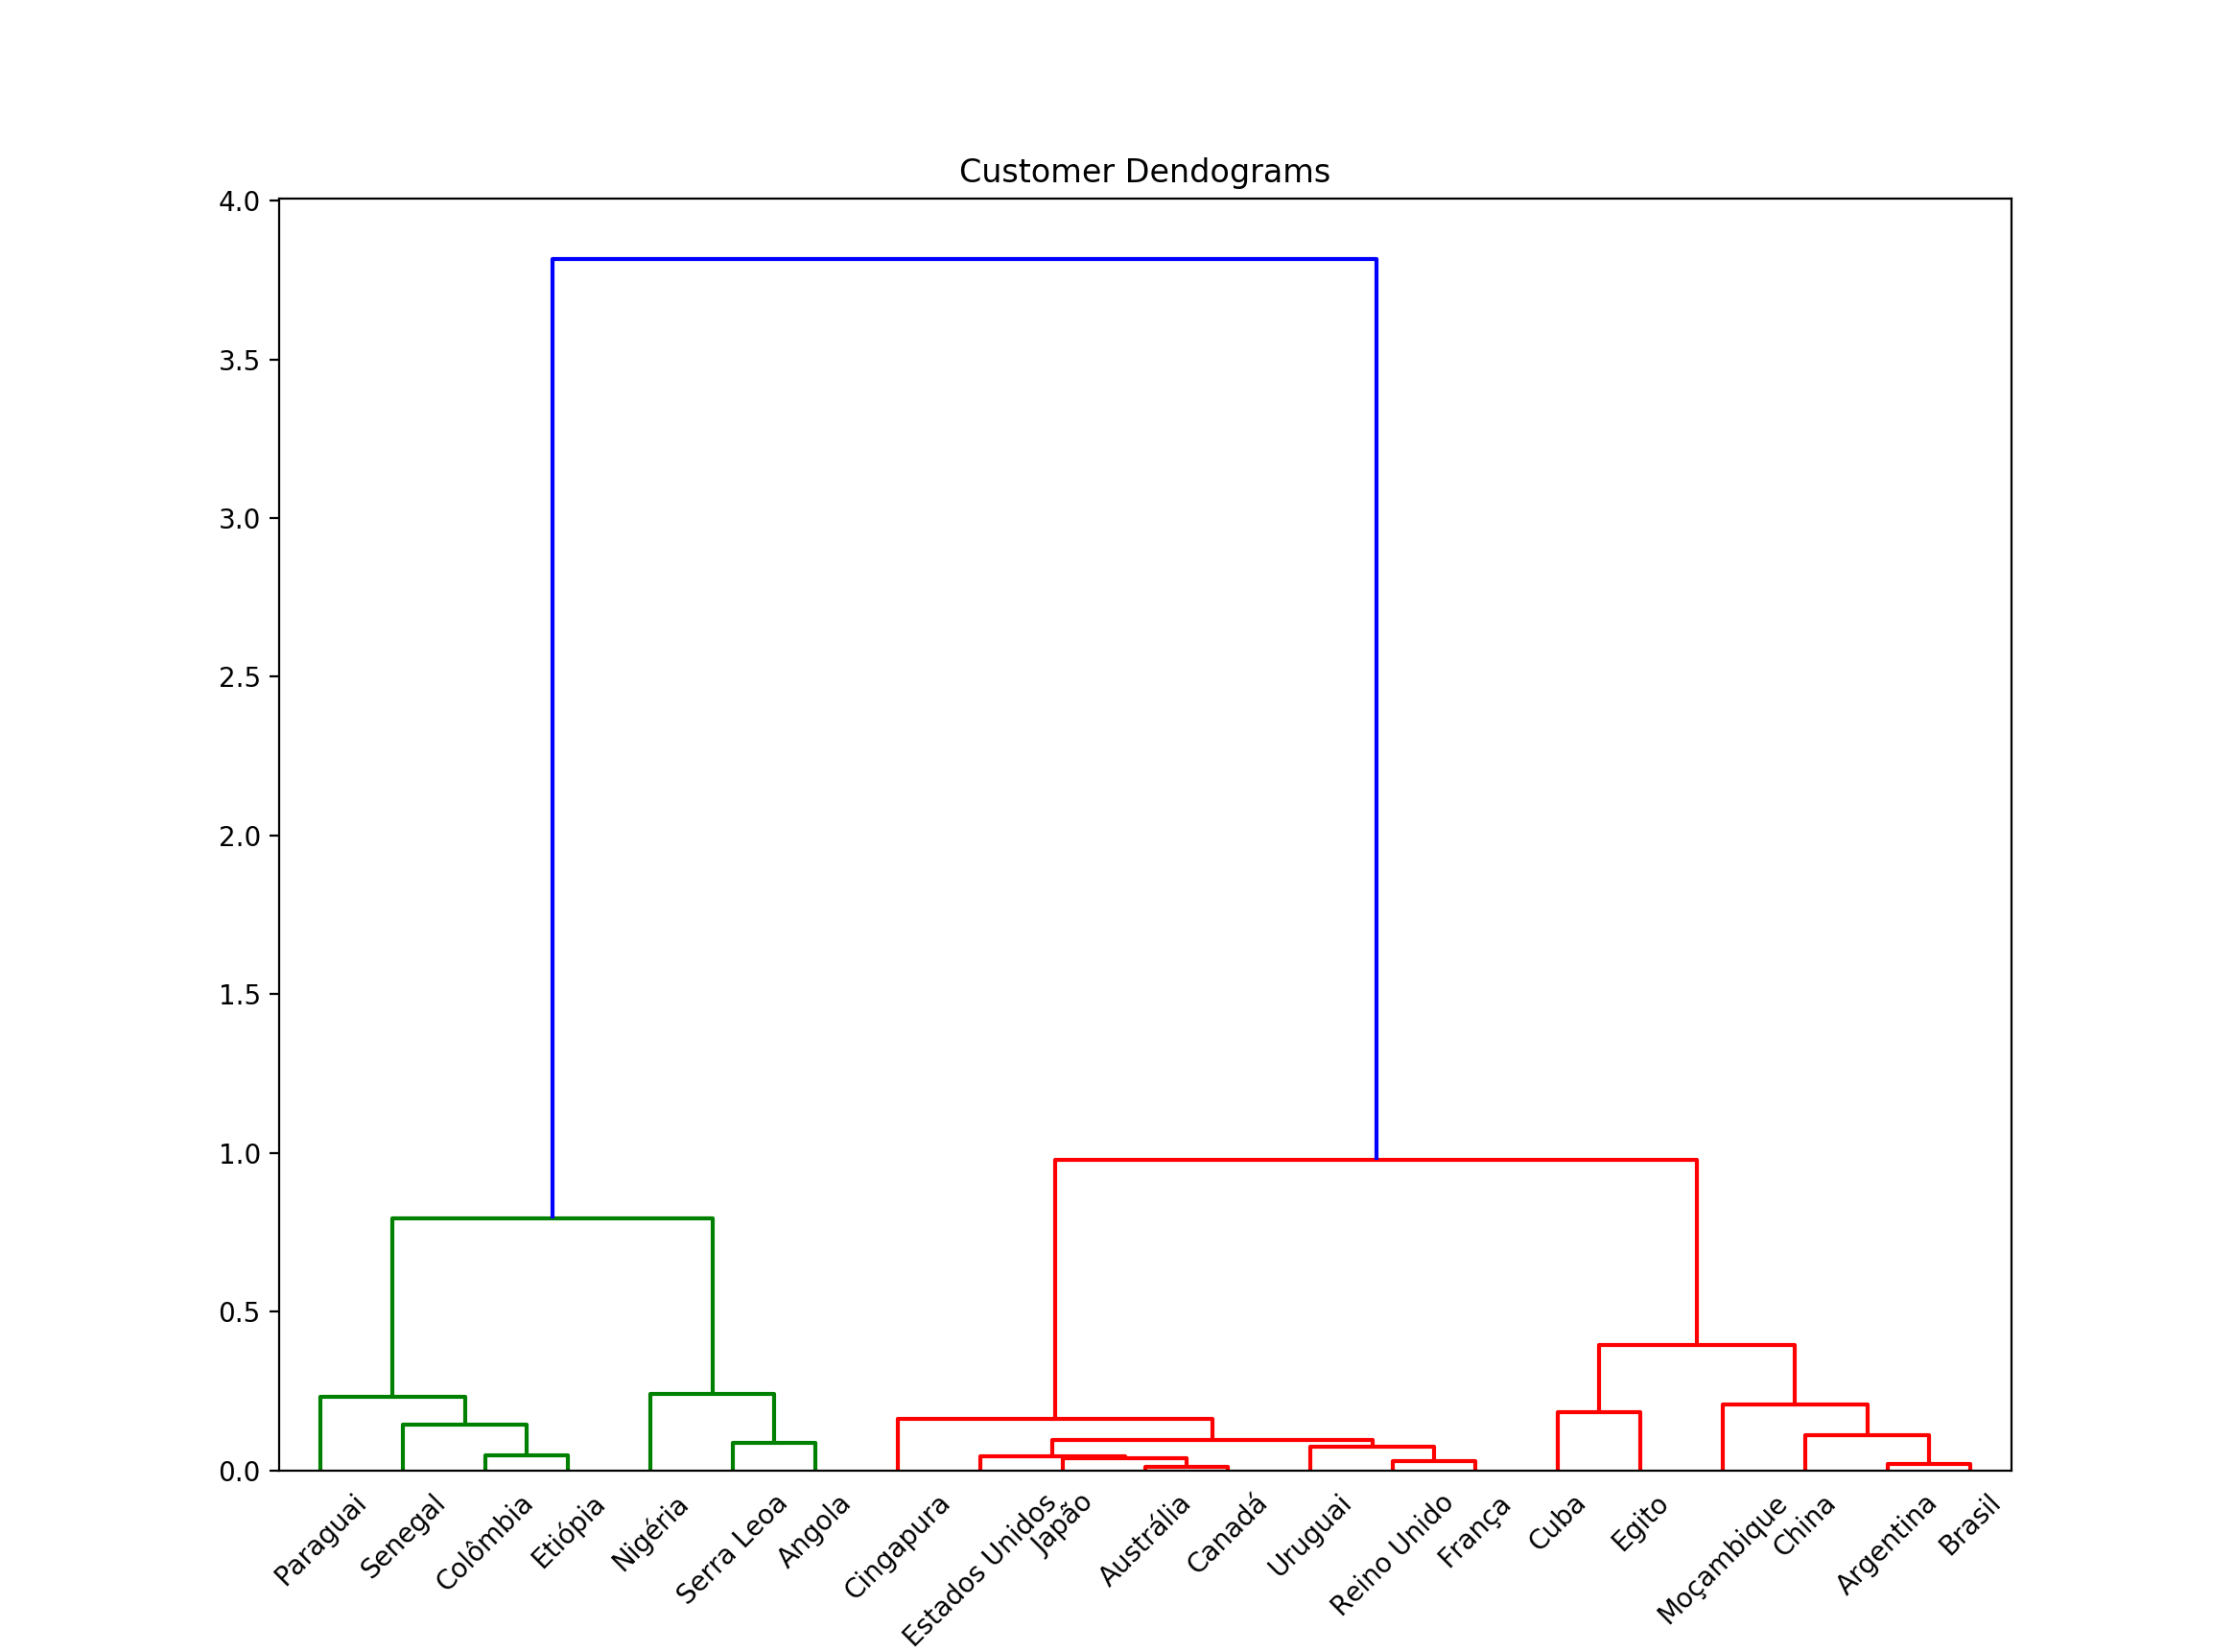 Customer Dendograms
4.0
3.5
3.0
2.5
2.0
1.5
1.0
0.5
0.0
Paraguai
Senegal
Colômbia
Etiópia
Nigéria
Serra Leoa
Angola
Cingapura
Estados Unidos
Japão
Austrália
Canadá
Uruguai
Reino Unido
França
Cuba
Egito
Moçambique
China
Argentina
Brasil